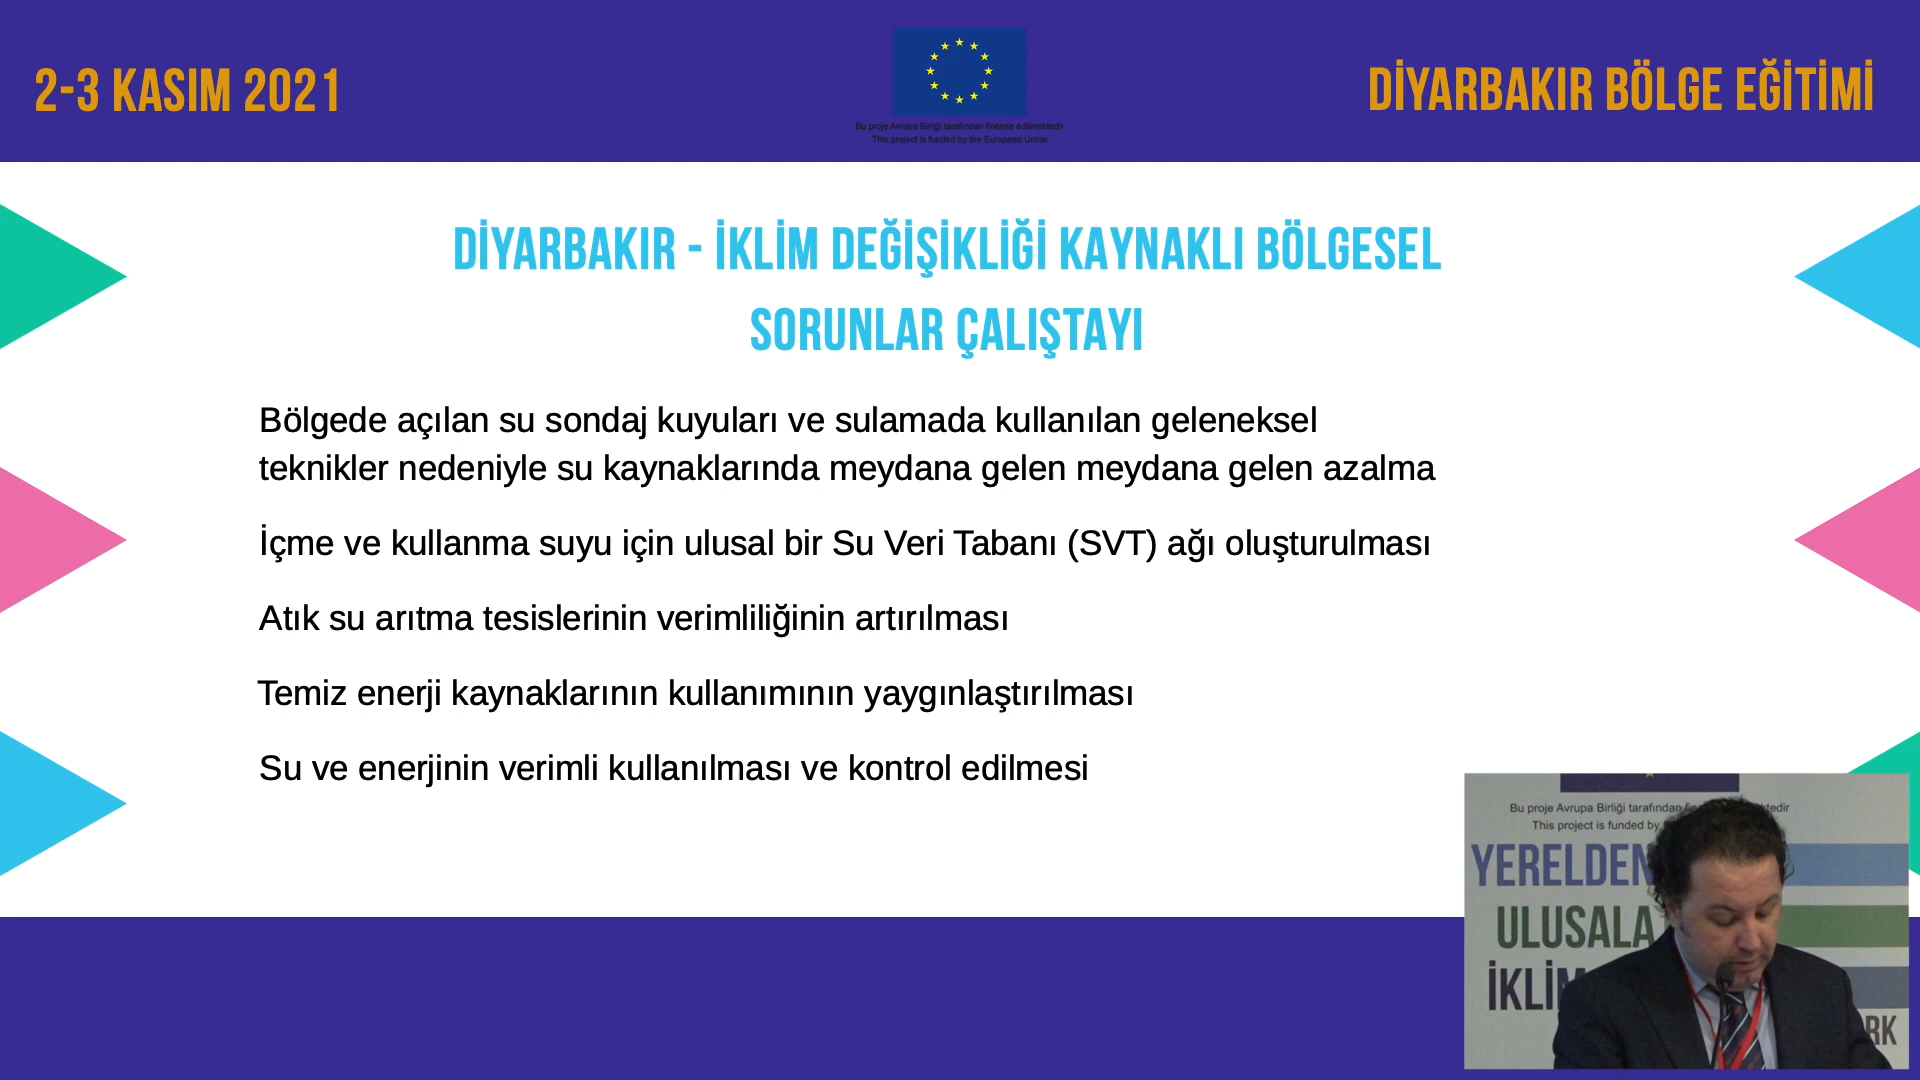 2-3 KASIM 2021
Bu proje Avrupa Birliği tarafından finanse edilmektedir
This project is funded by the European Union
DİYARBAKIR BÖLGE EĞİTİMİ
DİYARBAKIR - İKLİM DEĞİŞİKLİĞİ KAYNAKLI BÖLGESEL
SORUNLAR ÇALIŞTAYI
Bölgede açılan su sondaj kuyuları ve sulamada kullanılan geleneksel
teknikler nedeniyle su kaynaklarında meydana gelen meydana gelen azalma
İçme ve kullanma suyu için ulusal bir Su Veri Tabanı (SVT) ağı oluşturulması
Atık su arıtma tesislerinin verimliliğinin artırılması
Temiz enerji kaynaklarının kullanımının yaygınlaştırılması
Su ve enerjinin verimli kullanılması ve kontrol edilmesi
Bu proje Avrupa Birliği tarafından
This project is funded by
YERELDEN
ULUSALA
İKLİM